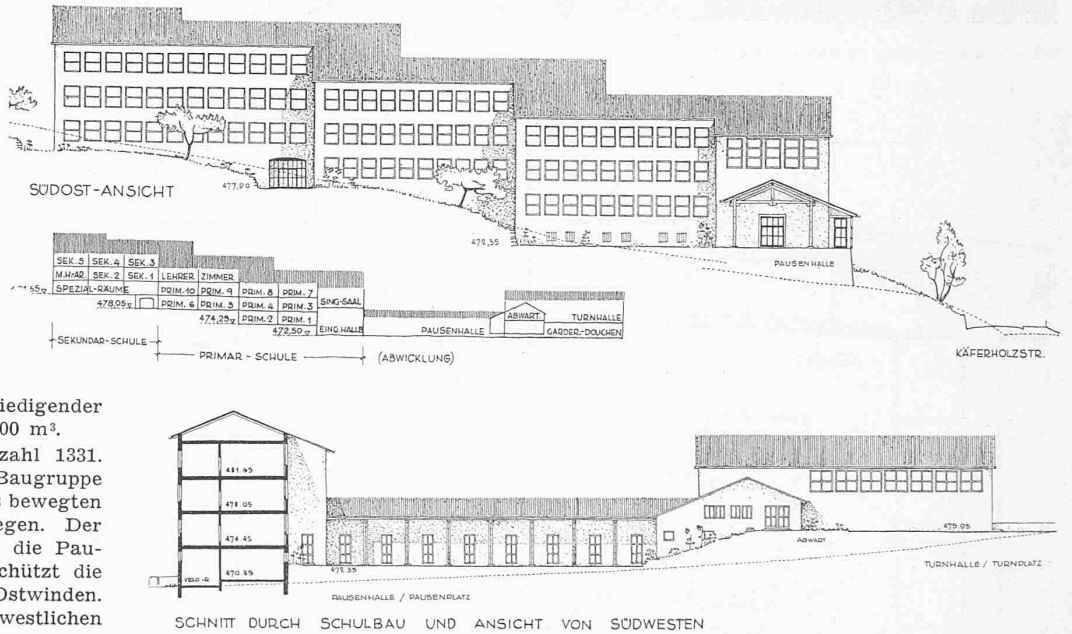 SÜDOST-ANSICHT
477,90
472,35
PAUSENHALLE
KÄFERHOLZSTR.
SEK. 5 SEK. 4 SEK. 3
M.H-AR. SEK. 2 SEK. 1 LEHRER ZIMMER
SPEZIAL-RÄUME PRIM. 10 PRIM. 9 PRIM. 8 PRIM. 7
478,05 PRIM. 6 PRIM. 5 PRIM. 4 PRIM. 3 SING-SAAL
474,25 PRIM. 2 PRIM. 1
472,50 EING. HALLE PAUSENHALLE
ABWART. TURNHALLE
GARDER.-DOUCHEN
SEKUNDAR-SCHULE
PRIMAR-SCHULE (ABWICKLUNG)
iedigender
00 m³.
zahl 1331.
Baugruppe
s bewegten
egen. Der
die Pau-
chützt die
Ostwinden.
westlichen
481.65
478.05
474.45
470.85
VELO-R.
472.35
475.95
ABWART
PAUSENHALLE / PAUSENPLATZ
TURNHALLE / TURNPLATZ
SCHNITT DURCH SCHULBAU UND ANSICHT VON SÜDWESTEN